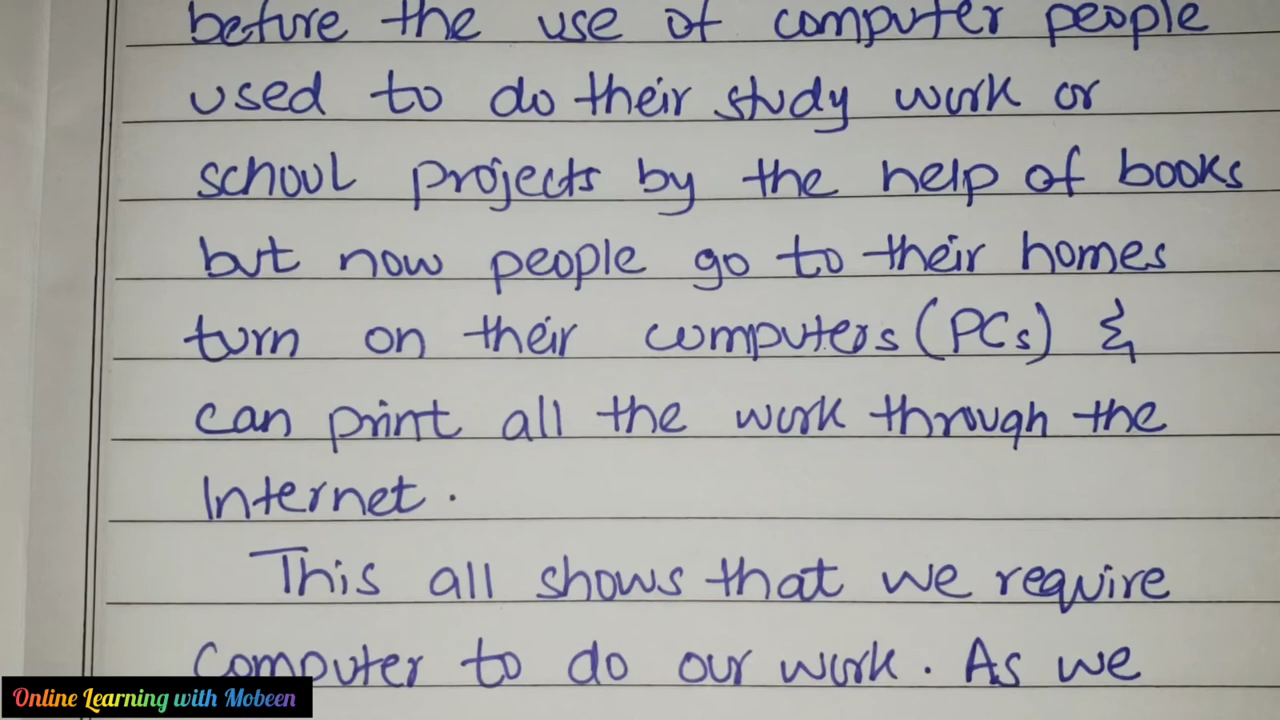 before the use of computer people
used to do their study work or
school projects by the help of books
but now people go to their homes
turn on their computers (PCs) &
can print all the work through the
Internet.
This all shows that we require
computer to do our work. As we
Online Learning with Mobeen